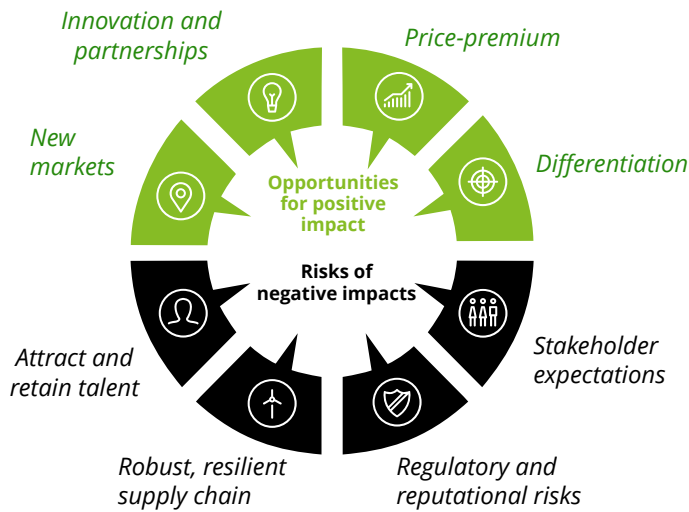 Innovation and
partnerships
Price-premium
New
markets
Differentiation
Opportunities
for positive
impact
Risks of
negative impacts
Attract and
retain talent
Stakeholder
expectations
Robust, resilient
supply chain
Regulatory and
reputational risks